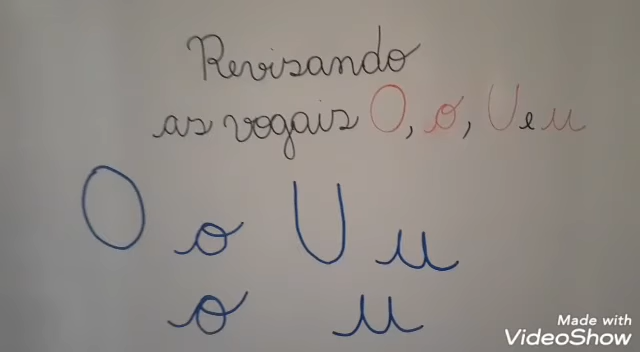 Revisando
as vogais O, o, U e u
O o U u
o u
Made with
VideoShow